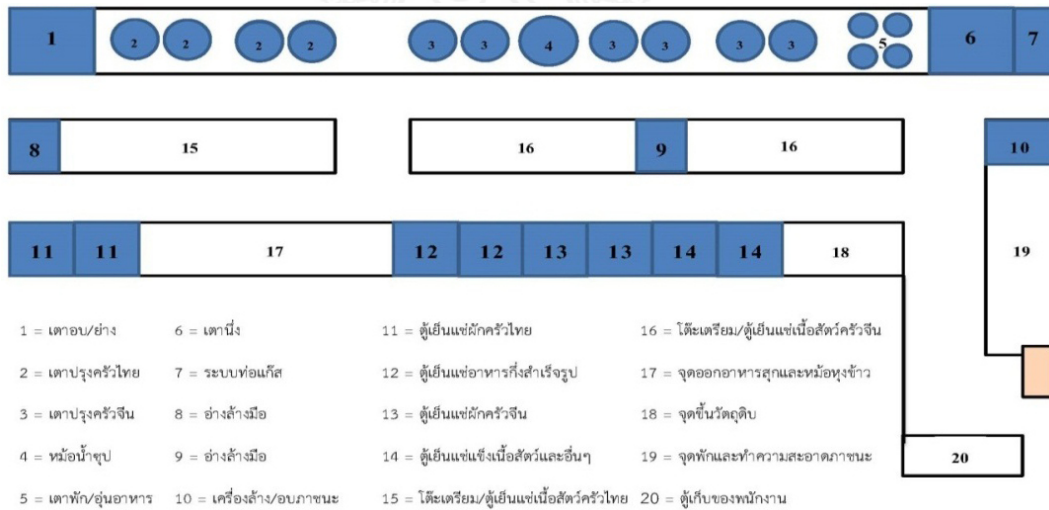 1 2 2 2 2 3 3 4 3 3 3 3 5 6 7
8 15 16 9 16 10
11 11 17 12 12 13 13 14 14 18 19
1 = เตาอบ/ย่าง
2 = เตาปรุงครัวไทย
3 = เตาปรุงครัวจีน
4 = หม้อน้ำซุป
5 = เตาพัก/อุ่นอาหาร
6 = เตานึ่ง
7 = ระบบท่อแก๊ส
8 = อ่างล้างมือ
9 = อ่างล้างมือ
10 = เครื่องล้าง/อบภาชนะ
11 = ตู้เย็นแช่ผักครัวไทย
12 = ตู้เย็นแช่อาหารกึ่งสำเร็จรูป
13 = ตู้เย็นแช่ผักครัวจีน
14 = ตู้เย็นแช่แข็งเนื้อสัตว์และอื่นๆ
15 = โต๊ะเตรียม/ตู้เย็นแช่เนื้อสัตว์ครัวไทย
16 = โต๊ะเตรียม/ตู้เย็นแช่เนื้อสัตว์ครัวจีน
17 = จุดออกอาหารสุกและหม้อหุงข้าว
18 = จุดขึ้นวัตถุดิบ
19 = จุดพักและทำความสะอาดภาชนะ
20 = ตู้เก็บของพนักงาน
20